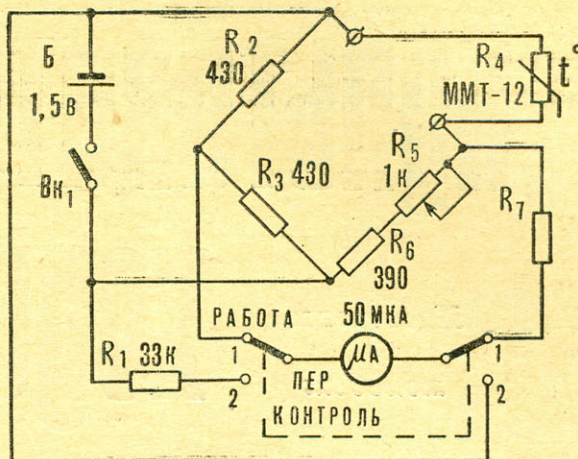 Б
1,5в
Вк1
R2
430
R3 430
R4
ММТ-12
t°
R5
1к
R6
390
R7
РАБОТА
50 МКА
1
μА
1
R1 33к
2
ПЕР
2
КОНТРОЛЬ